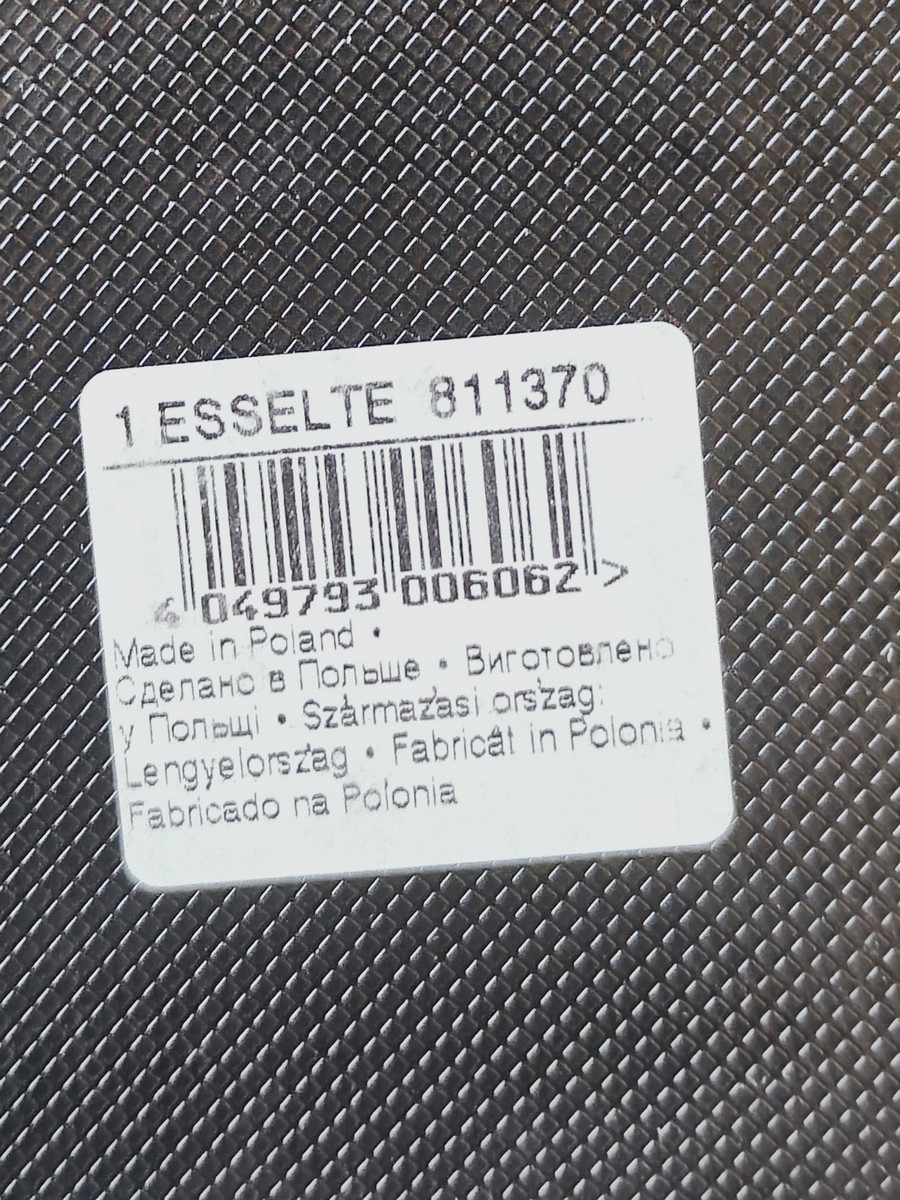 1 ESSELTE 811370
4 049793 006062 >
Made in Poland •
Сделано в Польше • Виготовлено
у Польщі • Származási ország:
Lengyelország • Fabricat in Polonia •
Fabricado na Polonia